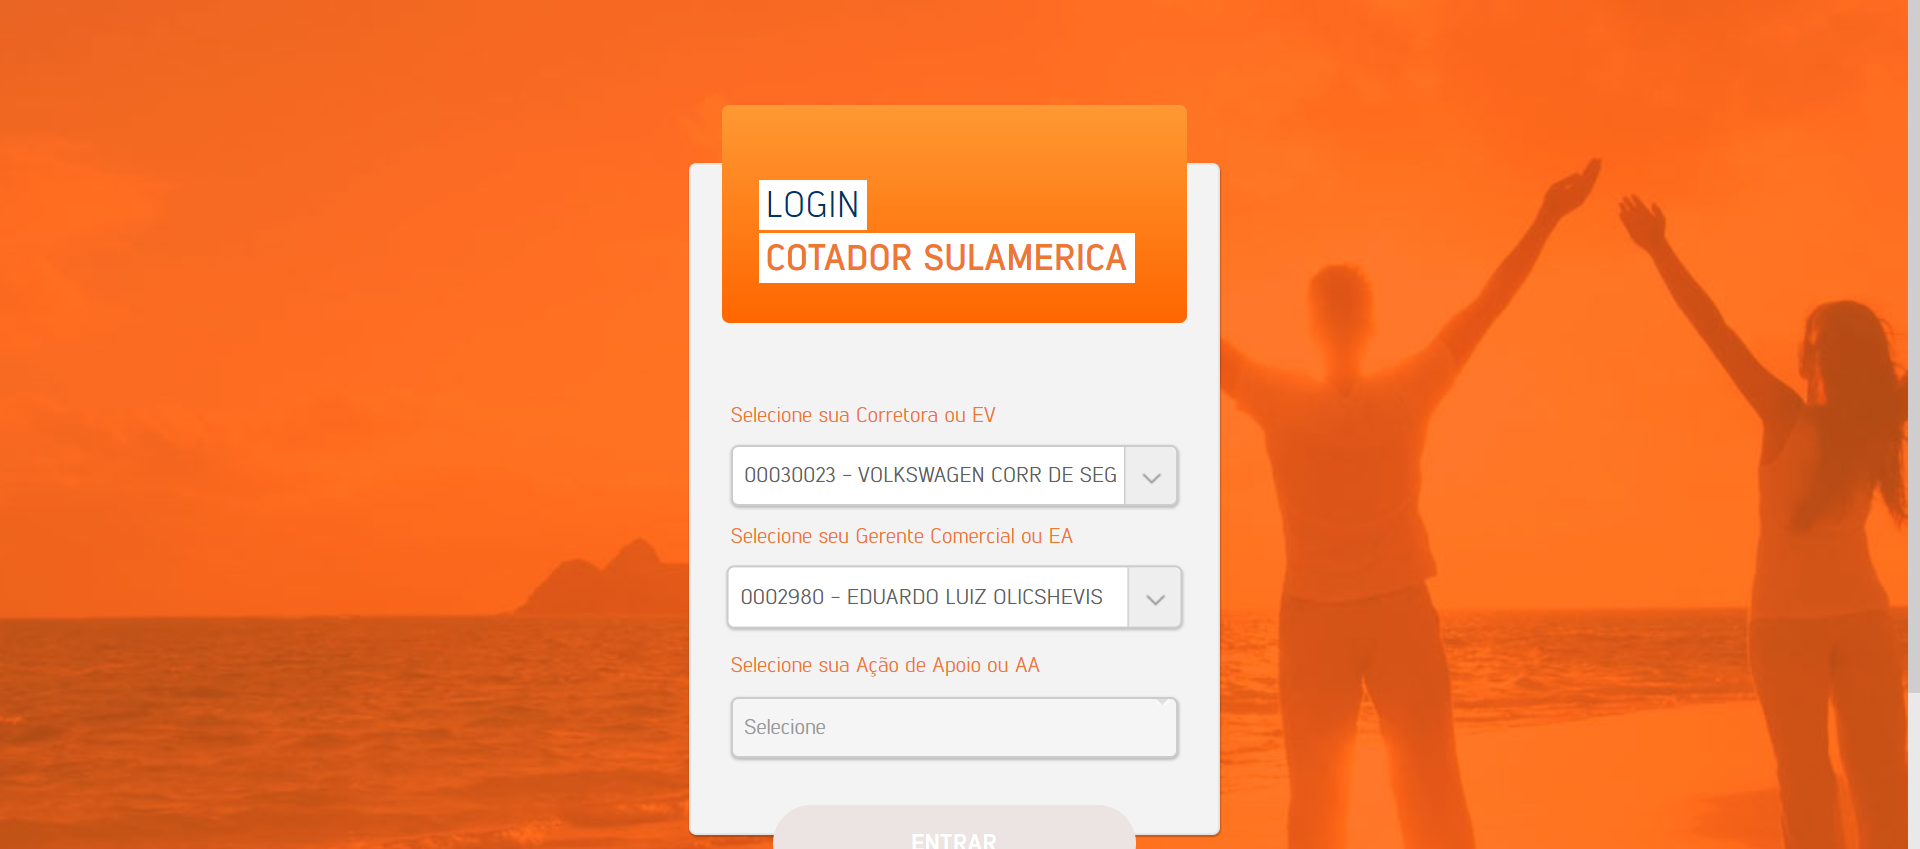 LOGIN
COTADOR SULAMERICA
Selecione sua Corretora ou EV
00030023 - VOLKSWAGEN CORR DE SEG
Selecione seu Gerente Comercial ou EA
0002980 - EDUARDO LUIZ OLICSHEVIS
Selecione sua Ação de Apoio ou AA
Selecione
ENTRAR